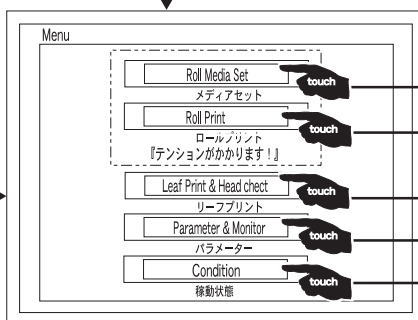 Menu
Roll Media Set
touch
メディアセット
Roll Print
touch
ロールプリント
『テンションがかかります！』
Leaf Print & Head chect
touch
リーフプリント
Parameter & Monitor
touch
パラメーター
Condition
touch
稼動状態